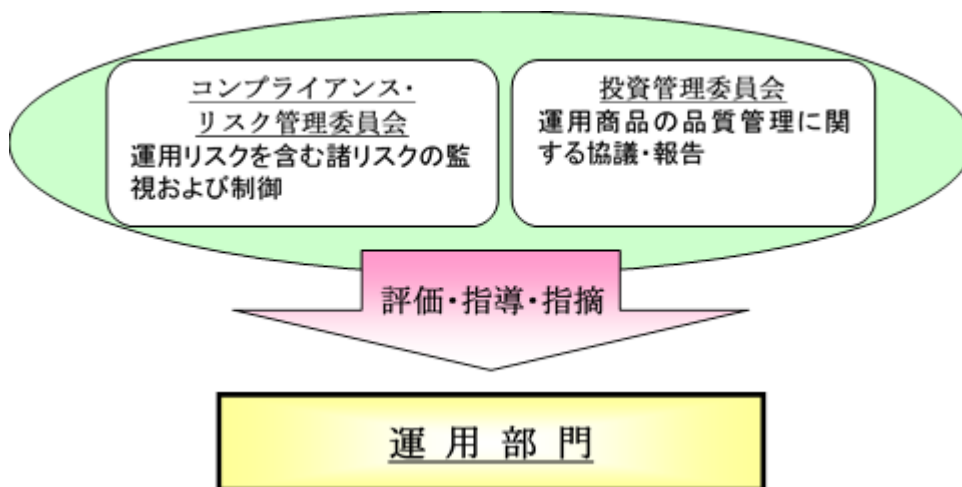 コンプライアンス・
リスク管理委員会
運用リスクを含む諸リスクの監
視および制御
投資管理委員会
運用商品の品質管理に関
する協議・報告
評価・指導・指摘
運用部門